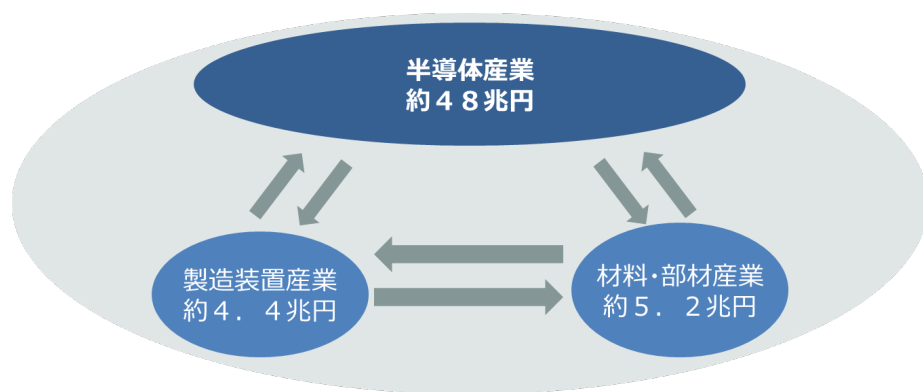 半導体産業
約４８兆円
製造装置産業
約４．４兆円
材料・部材産業
約５．２兆円